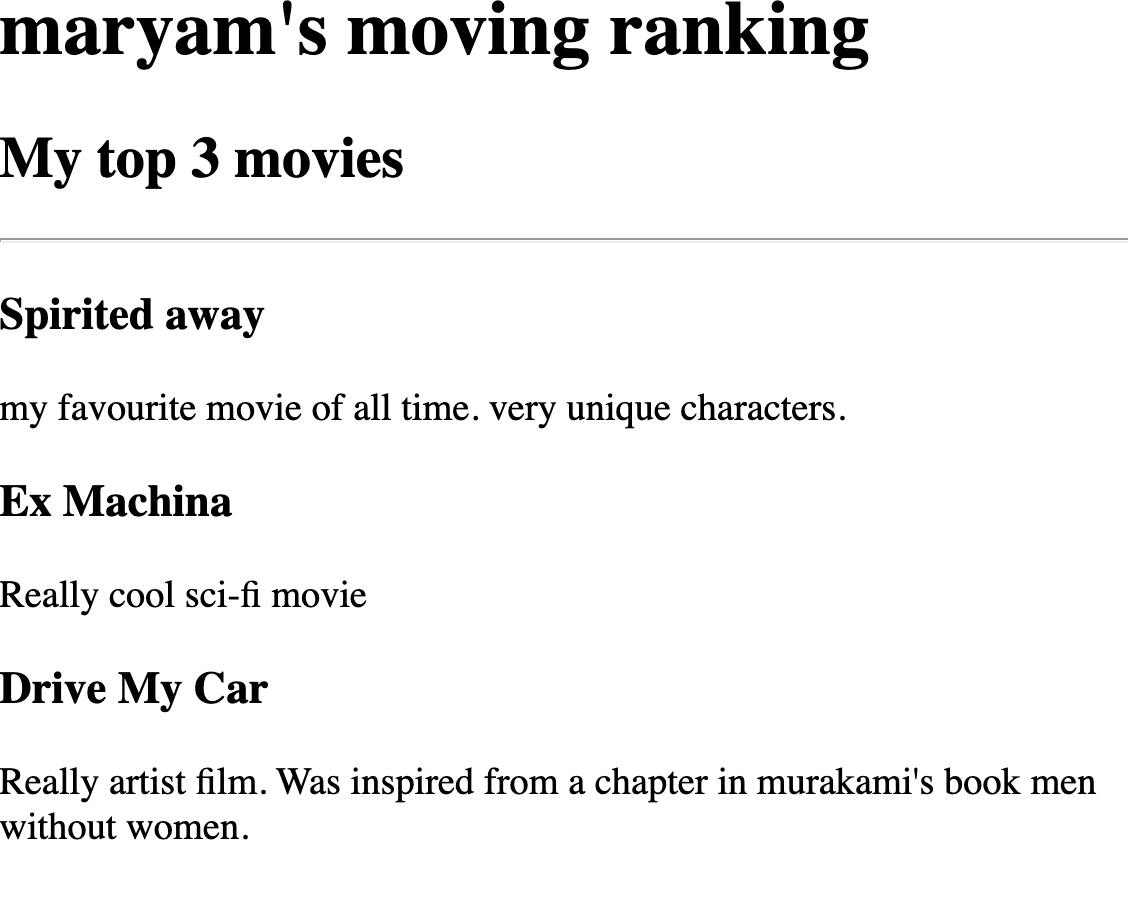 maryam's moving ranking
My top 3 movies
Spirited away
my favourite movie of all time. very unique characters.
Ex Machina
Really cool sci-fi movie
Drive My Car
Really artist film. Was inspired from a chapter in murakami's book men
without women.